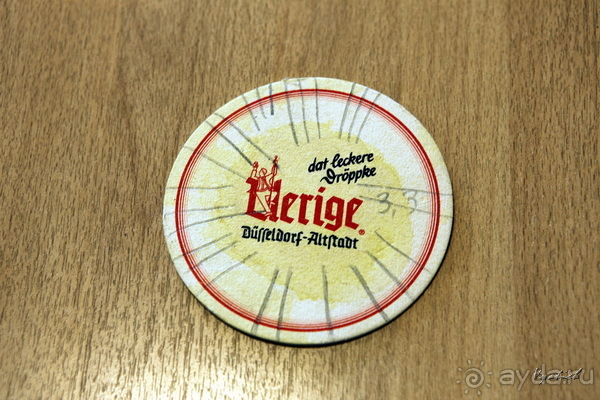 dat leckere
Dröppke
Uerige®
3,3
Düsseldorf-Altstadt
ayda.ru